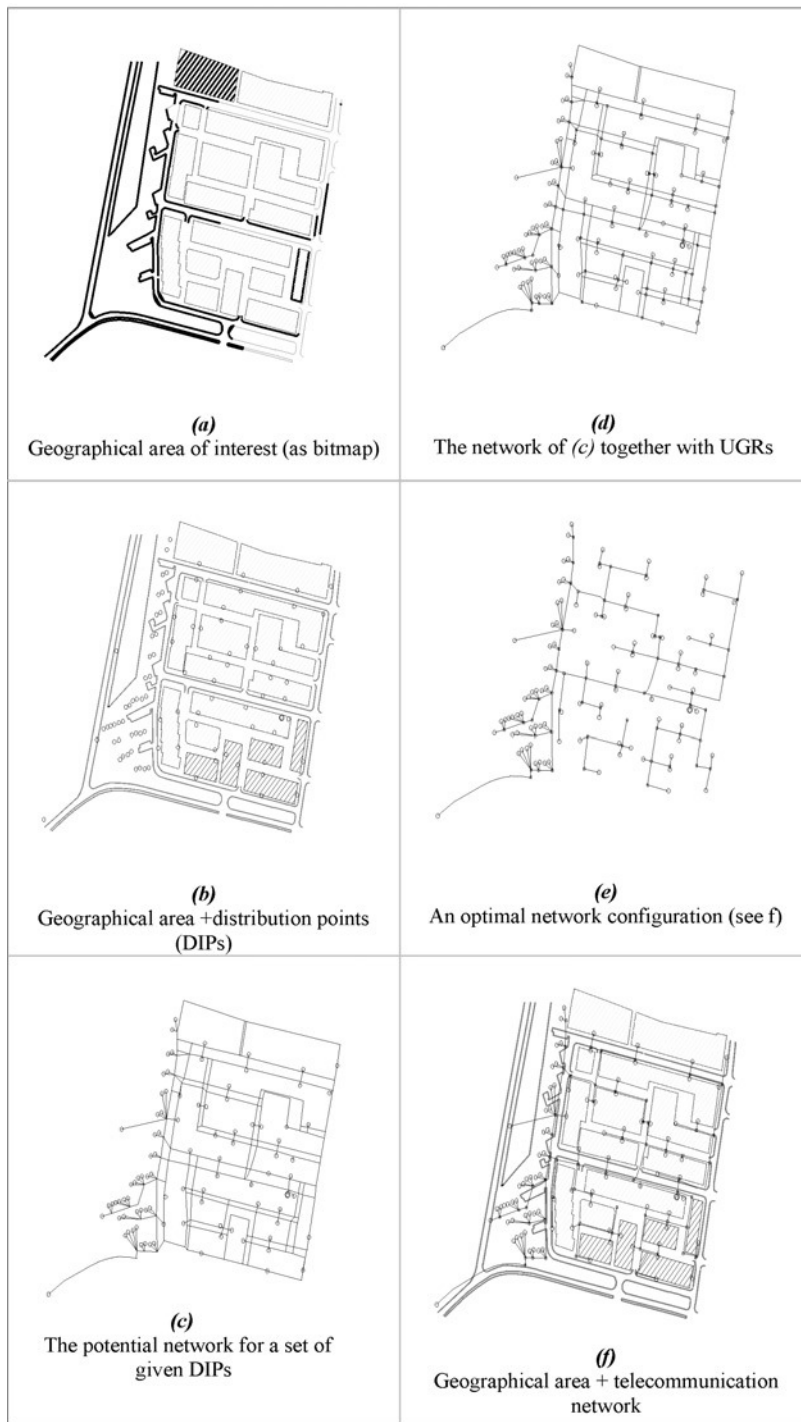 (a)
Geographical area of interest (as bitmap)
(d)
The network of (c) together with UGRs
(b)
Geographical area +distribution points
(DIPs)
(e)
An optimal network configuration (see f)
(c)
The potential network for a set of
given DIPs
(f)
Geographical area + telecommunication
network